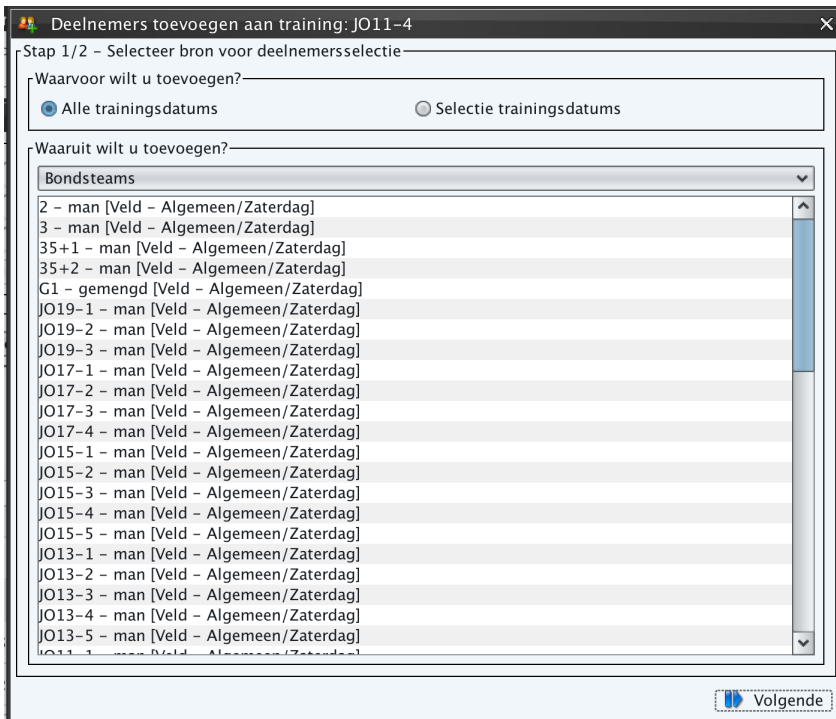 Deelnemers toevoegen aan training: JO11-4
Stap 1/2 - Selecteer bron voor deelnemersselectie
Waarvoor wilt u toevoegen?
Alle trainingsdatums Selectie trainingsdatums
Waaruit wilt u toevoegen?
Bondsteams
2 - man [Veld - Algemeen/Zaterdag]
3 - man [Veld - Algemeen/Zaterdag]
35+1 - man [Veld - Algemeen/Zaterdag]
35+2 - man [Veld - Algemeen/Zaterdag]
G1 - gemengd [Veld - Algemeen/Zaterdag]
JO19-1 - man [Veld - Algemeen/Zaterdag]
JO19-2 - man [Veld - Algemeen/Zaterdag]
JO19-3 - man [Veld - Algemeen/Zaterdag]
JO17-1 - man [Veld - Algemeen/Zaterdag]
JO17-2 - man [Veld - Algemeen/Zaterdag]
JO17-3 - man [Veld - Algemeen/Zaterdag]
JO17-4 - man [Veld - Algemeen/Zaterdag]
JO15-1 - man [Veld - Algemeen/Zaterdag]
JO15-2 - man [Veld - Algemeen/Zaterdag]
JO15-3 - man [Veld - Algemeen/Zaterdag]
JO15-4 - man [Veld - Algemeen/Zaterdag]
JO15-5 - man [Veld - Algemeen/Zaterdag]
JO13-1 - man [Veld - Algemeen/Zaterdag]
JO13-2 - man [Veld - Algemeen/Zaterdag]
JO13-3 - man [Veld - Algemeen/Zaterdag]
JO13-4 - man [Veld - Algemeen/Zaterdag]
JO13-5 - man [Veld - Algemeen/Zaterdag]
JO11-1 - man [Veld - Algemeen/Zaterdag]
Volgende